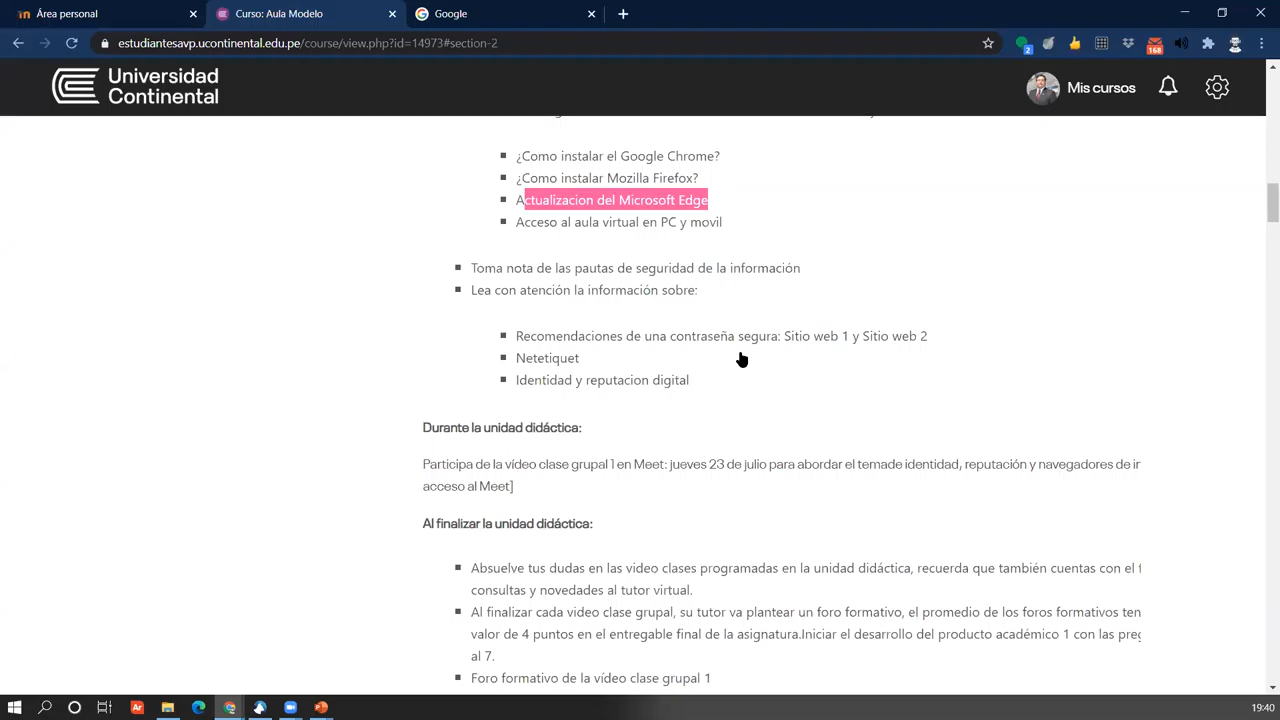 Área personal
Curso: Aula Modelo
Google
estudiantesavp.ucontinental.edu.pe/course/view.php?id=14973#section-2
2
168
Universidad
Continental
Mis cursos
¿Como instalar el Google Chrome?
¿Como instalar Mozilla Firefox?
Actualizacion del Microsoft Edge
Acceso al aula virtual en PC y movil
Toma nota de las pautas de seguridad de la información
Lea con atención la información sobre:
Recomendaciones de una contraseña segura: Sitio web 1 y Sitio web 2
Netetiquet
Identidad y reputacion digital
Durante la unidad didáctica:
Participa de la vídeo clase grupal 1 en Meet: jueves 23 de julio para abordar el temade identidad, reputación y navegadores de
acceso al Meet]
Al finalizar la unidad didáctica:
Absuelve tus dudas en las video clases programadas en la unidad didáctica, recuerda que también cuentas con el
consultas y novedades al tutor virtual.
Al finalizar cada video clase grupal, su tutor va plantear un foro formativo, el promedio de los foros formativos ten
valor de 4 puntos en el entregable final de la asignatura.Iniciar el desarrollo del producto académico 1 con las preg
al 7.
Foro formativo de la vídeo clase grupal 1
Ar
19:40